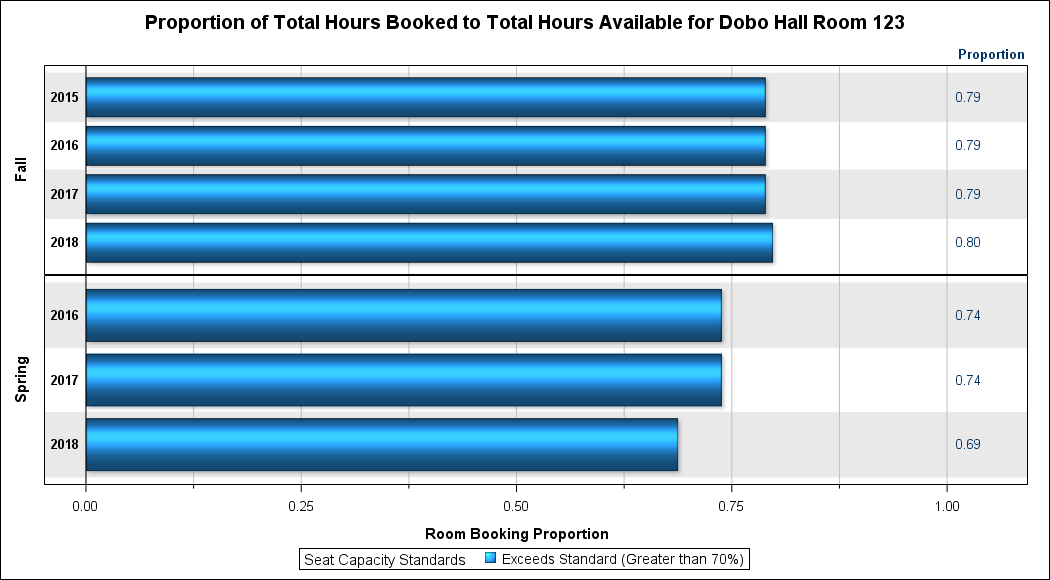 Proportion of Total Hours Booked to Total Hours Available for Dobo Hall Room 123
Proportion
Fall
2015 0.79
2016 0.79
2017 0.79
2018 0.80
Spring
2016 0.74
2017 0.74
2018 0.69
0.00 0.25 0.50 0.75 1.00
Room Booking Proportion
Seat Capacity Standards Exceeds Standard (Greater than 70%)